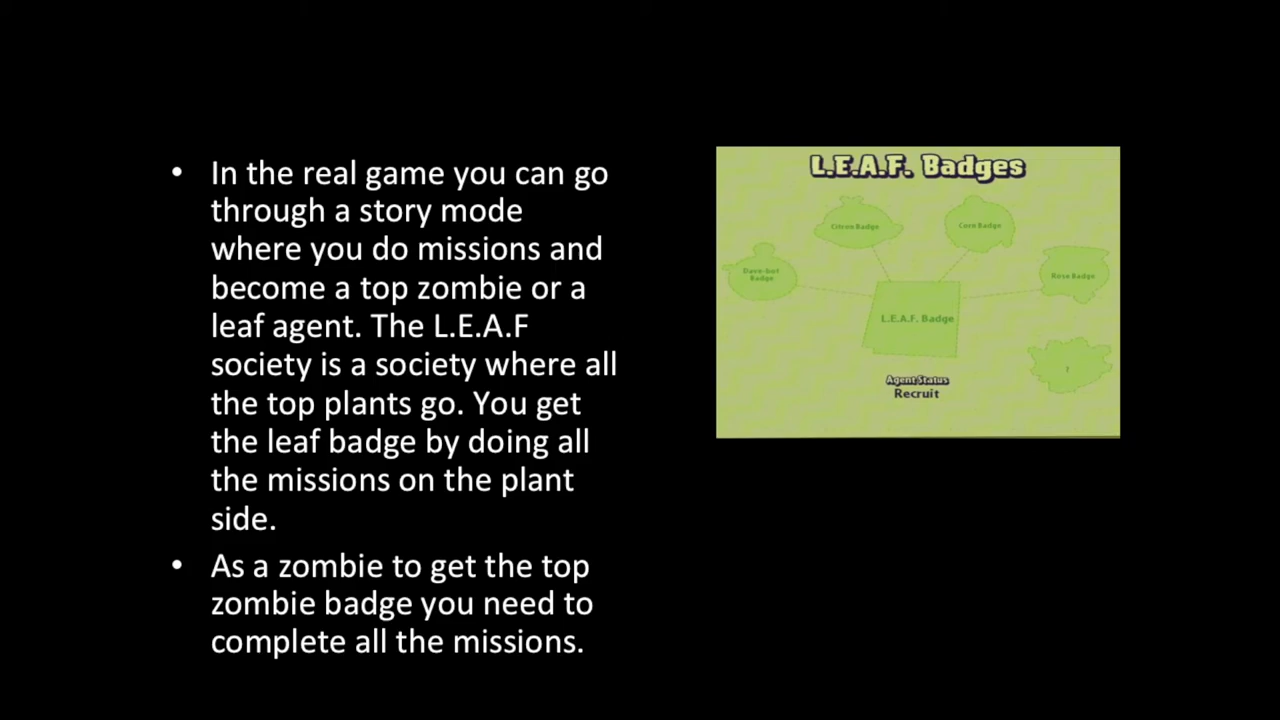 • In the real game you can go
through a story mode
where you do missions and
become a top zombie or a
leaf agent. The L.E.A.F
society is a society where all
the top plants go. You get
the leaf badge by doing all
the missions on the plant
side.
• As a zombie to get the top
zombie badge you need to
complete all the missions.
L.E.A.F. Badges
Citron Badge
Corn Badge
Dave-bot
Badge
Rose Badge
L.E.A.F. Badge
?
Agent Status
Recruit